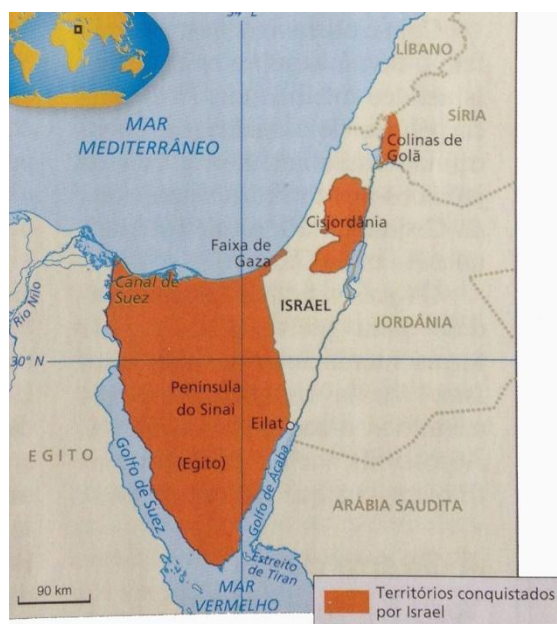 34° E
LÍBANO
SÍRIA
MAR
MEDITERRÂNEO
Colinas de
Golã
Cisjordânia
Faixa de
Gaza
Canal de
Suez
ISRAEL
Rio Nilo
JORDÂNIA
30° N
Península
do Sinai
Eilat
(Egito)
EGITO
Golfo de Suez
Golfo de Ácaba
ARÁBIA SAUDITA
Estreito
de Tiran
90 km
MAR
VERMELHO
Territórios conquistados
por Israel